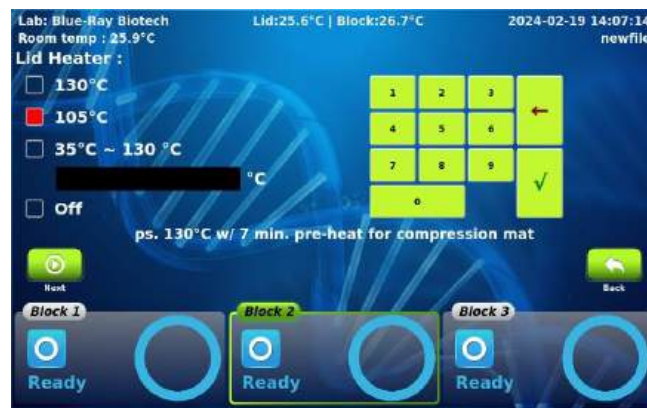 Lab: Blue-Ray Biotech Lid:25.6°C | Block:26.7°C 2024-02-19 14:07:14
Room temp : 25.9°C newfile
Lid Heater :
130°C
105°C
35°C ~ 130 °C
°C
Off
1 2 3 ←
4 5 6
7 8 9 √
0
ps. 130°C w/ 7 min. pre-heat for compression mat
Next Back
Block 1 Block 2 Block 3
Ready Ready Ready